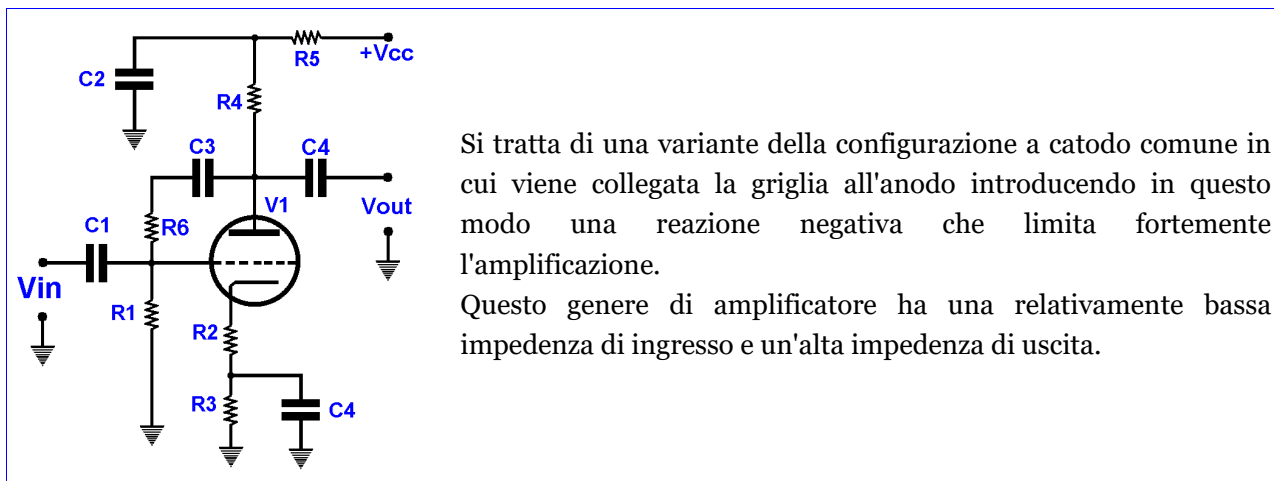 C2
R5
+Vcc
R4
C3
C4
V1
Vout
C1
R6
Vin
R1
R2
R3
C4
Si tratta di una variante della configurazione a catodo comune in
cui viene collegata la griglia all'anodo introducendo in questo
modo una reazione negativa che limita fortemente
l'amplificazione.
Questo genere di amplificatore ha una relativamente bassa
impedenza di ingresso e un'alta impedenza di uscita.